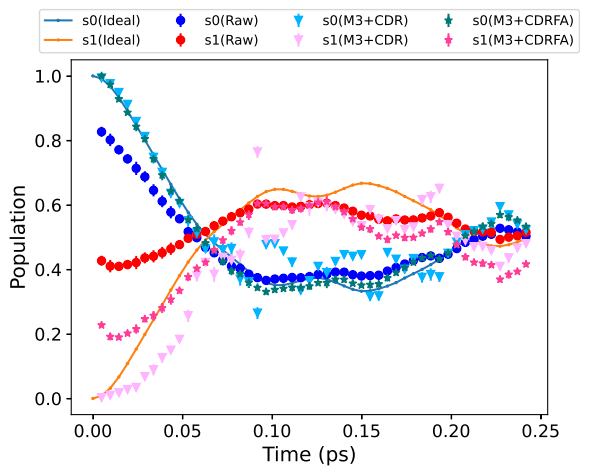 s0(Ideal) s0(Raw) s0(M3+CDR) s0(M3+CDRFA)
s1(Ideal) s1(Raw) s1(M3+CDR) s1(M3+CDRFA)
Population
1.0
0.8
0.6
0.4
0.2
0.0
0.00 0.05 0.10 0.15 0.20 0.25
Time (ps)